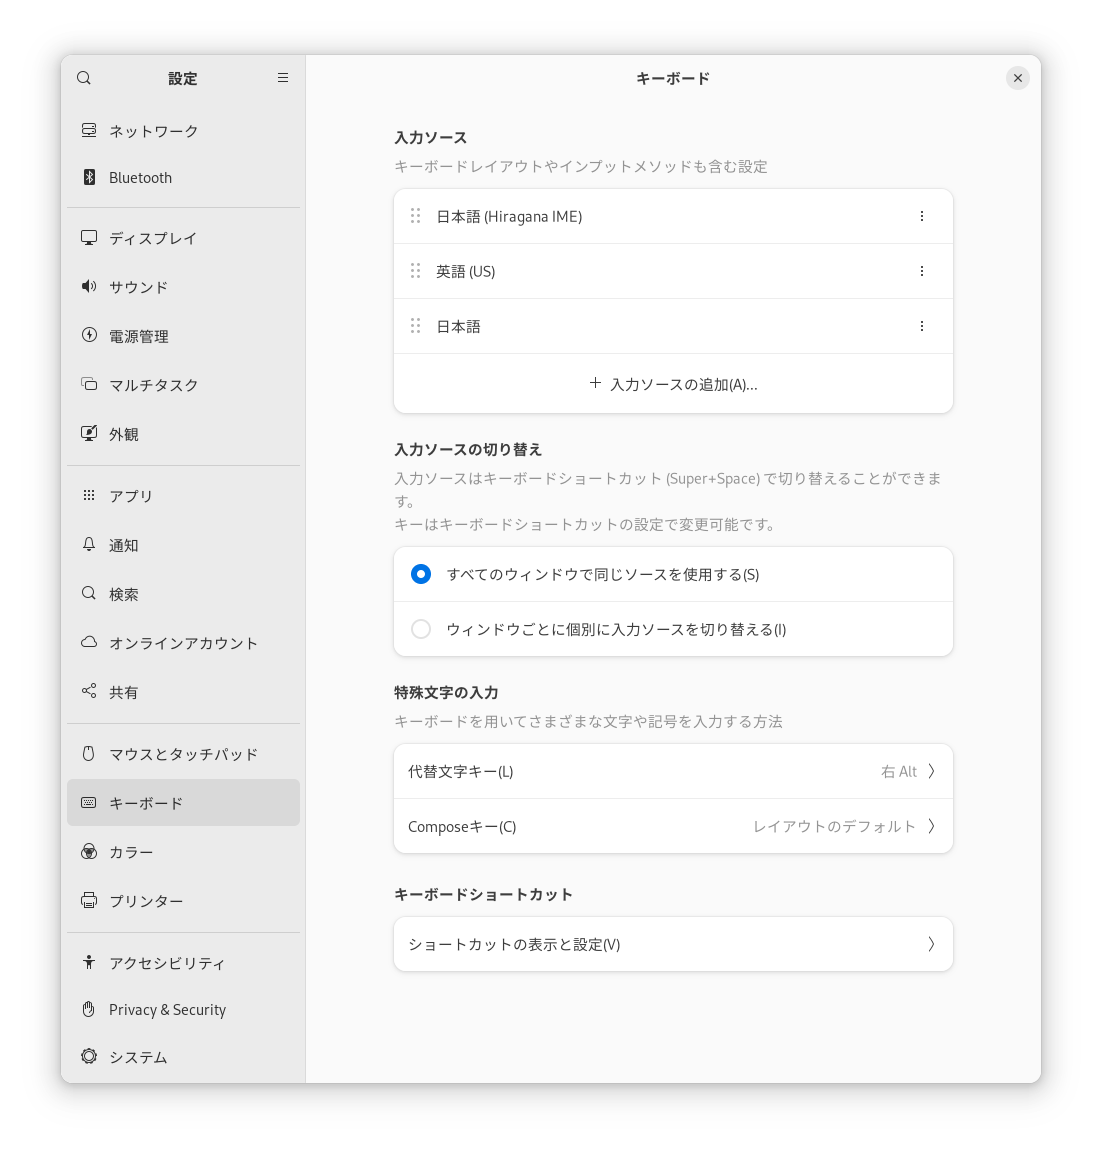 設定
ネットワーク
Bluetooth
ディスプレイ
サウンド
電源管理
マルチタスク
外観
アプリ
通知
検索
オンラインアカウント
共有
マウスとタッチパッド
キーボード
カラー
プリンター
アクセシビリティ
Privacy & Security
システム
キーボード
入力ソース
キーボードレイアウトやインプットメソッドも含む設定
日本語 (Hiragana IME)
英語 (US)
日本語
入力ソースの追加(A)...
入力ソースの切り替え
入力ソースはキーボードショートカット (Super+Space) で切り替えることができま
す。
キーはキーボードショートカットの設定で変更可能です。
すべてのウィンドウで同じソースを使用する(S)
ウィンドウごとに個別に入力ソースを切り替える(I)
特殊文字の入力
キーボードを用いてさまざまな文字や記号を入力する方法
代替文字キー(L) 右 Alt
Composeキー(C) レイアウトのデフォルト
キーボードショートカット
ショートカットの表示と設定(V)